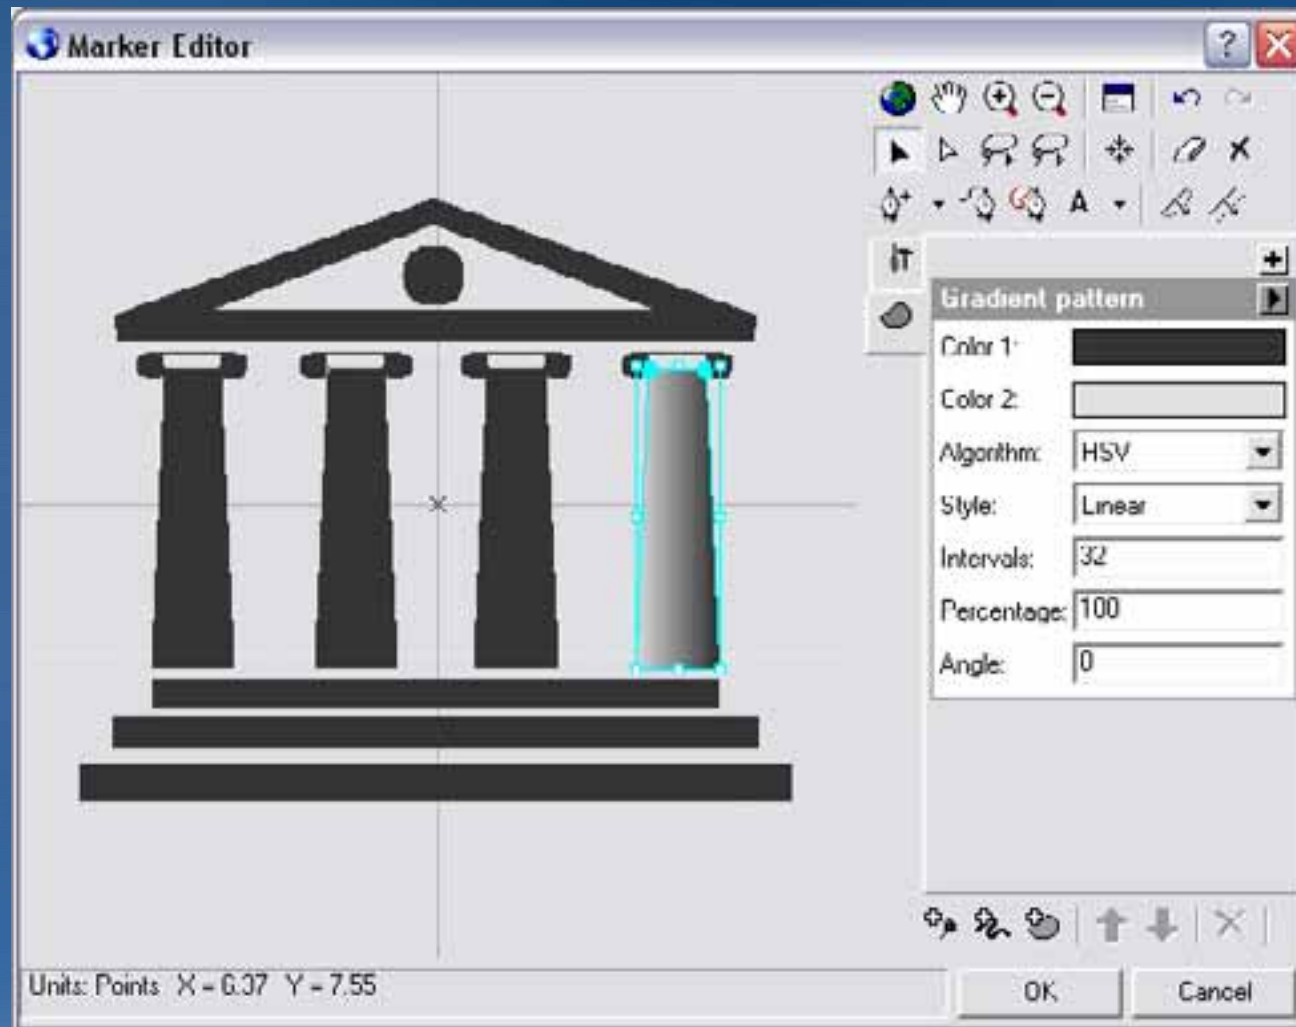 Marker Editor
Gradient pattern
Color 1:
Color 2:
Algorithm: HSV
Style: Linear
Intervals: 32
Percentage: 100
Angle: 0
Units: Points X = 6.37 Y = 7.55
OK Cancel